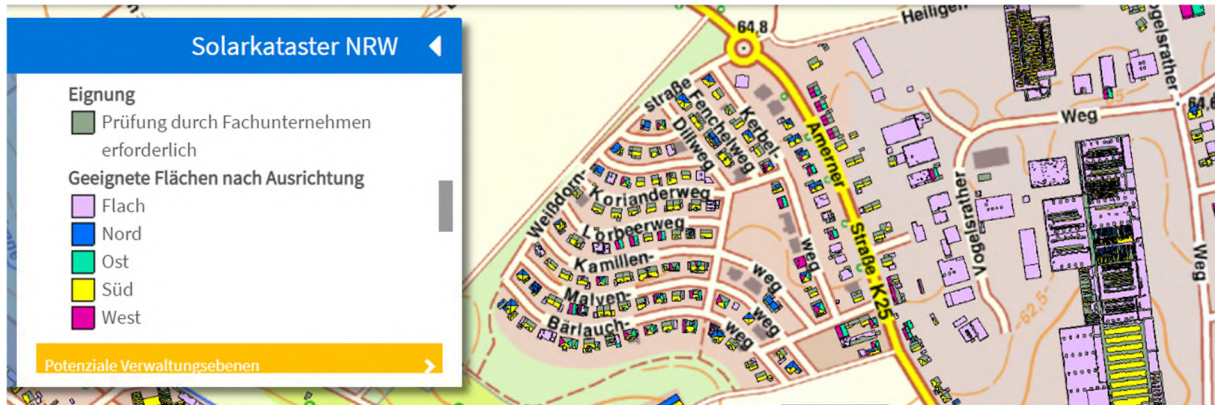 Solarkataster NRW
Eignung
Prüfung durch Fachunternehmen
erforderlich
Geeignete Flächen nach Ausrichtung
Flach
Nord
Ost
Süd
West
Potenziale Verwaltungsebenen
64,8
Heiligen
Vogelsrather
64,6
Weg
straße
Fenchelweg
Kerbel-
Dillweg
Amerner Straße - K25
Weißdorn-
Korianderweg
Lorbeerweg
weg
Kamillen-
weg
Malven-
weg
Bärlauch-
weg
Vogelsrather
Weg
62,5